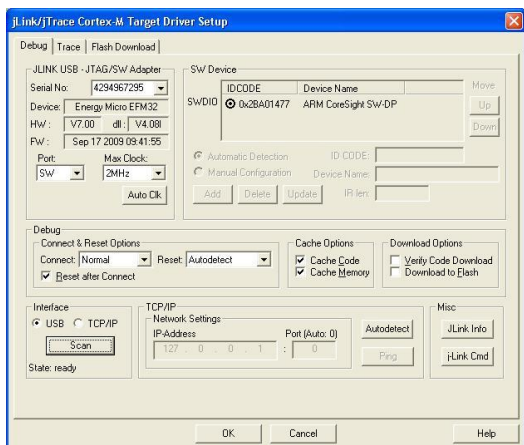 jLink/jTrace Cortex-M Target Driver Setup
Debug Trace Flash Download
JLINK USB - JTAG/SW Adapter
Serial No: 4294967295
Device: Energy Micro EFM32
HW : V7.00 dll : V4.08l
FW : Sep 17 2009 09:41:55
Port: Max Clock:
SW 2MHz
Auto Clk
SW Device
IDCODE Device Name Move
SWDIO 0x2BA01477 ARM CoreSight SW-DP Up
Down
Automatic Detection ID CODE:
Manual Configuration Device Name:
Add Delete Update IR len:
Debug
Connect & Reset Options
Connect: Normal Reset: Autodetect
Reset after Connect
Cache Options
Cache Code
Cache Memory
Download Options
Verify Code Download
Download to Flash
Interface
USB TCP/IP
Scan
State: ready
TCP/IP
Network Settings
IP-Address Port (Auto: 0)
127 . 0 . 0 . 1 : 0
Autodetect
Ping
Misc
JLink Info
jLink Cmd
OK Cancel Help